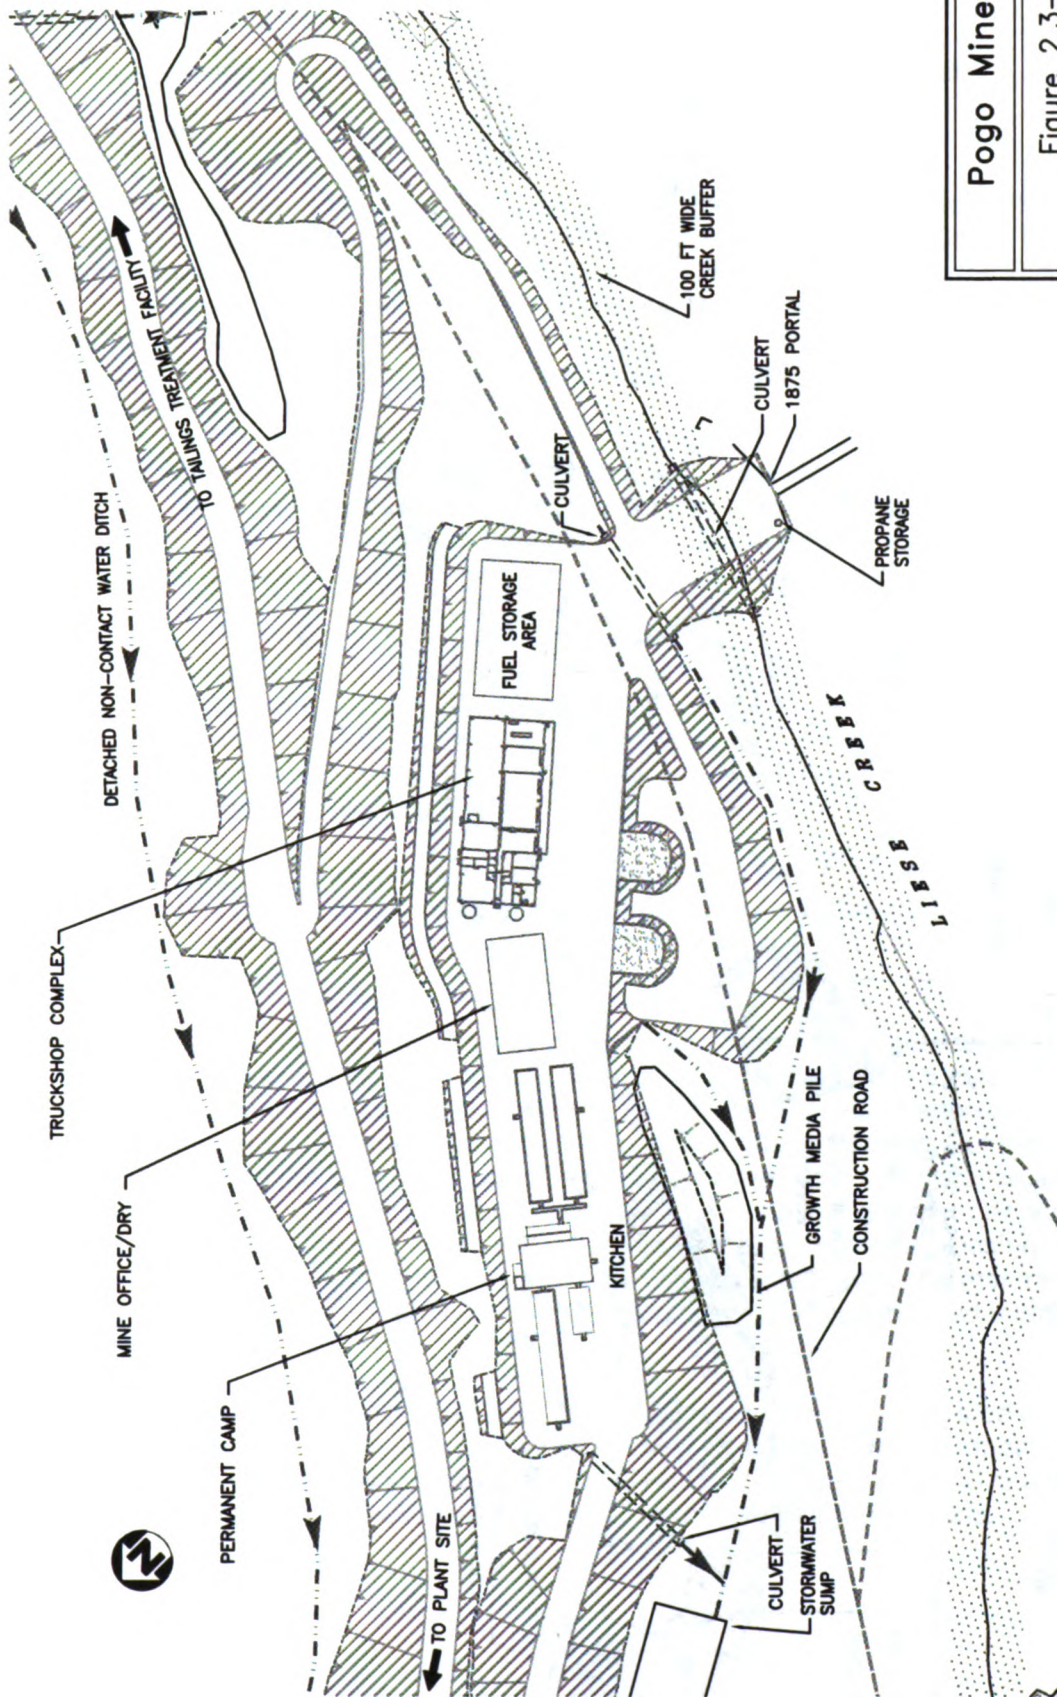 Pogo Mine
Figure 2.3-
TO TAILINGS TREATMENT FACILITY
DETACHED NON-CONTACT WATER DITCH
100 FT WIDE
CREEK BUFFER
CULVERT
1875 PORTAL
CULVERT
PROPANE
STORAGE
FUEL STORAGE
AREA
TRUCKSHOP COMPLEX
LIESE CREEK
MINE OFFICE/DRY
GROWTH MEDIA PILE
CONSTRUCTION ROAD
KITCHEN
PERMANENT CAMP
N
TO PLANT SITE
CULVERT
STORMWATER
SUMP